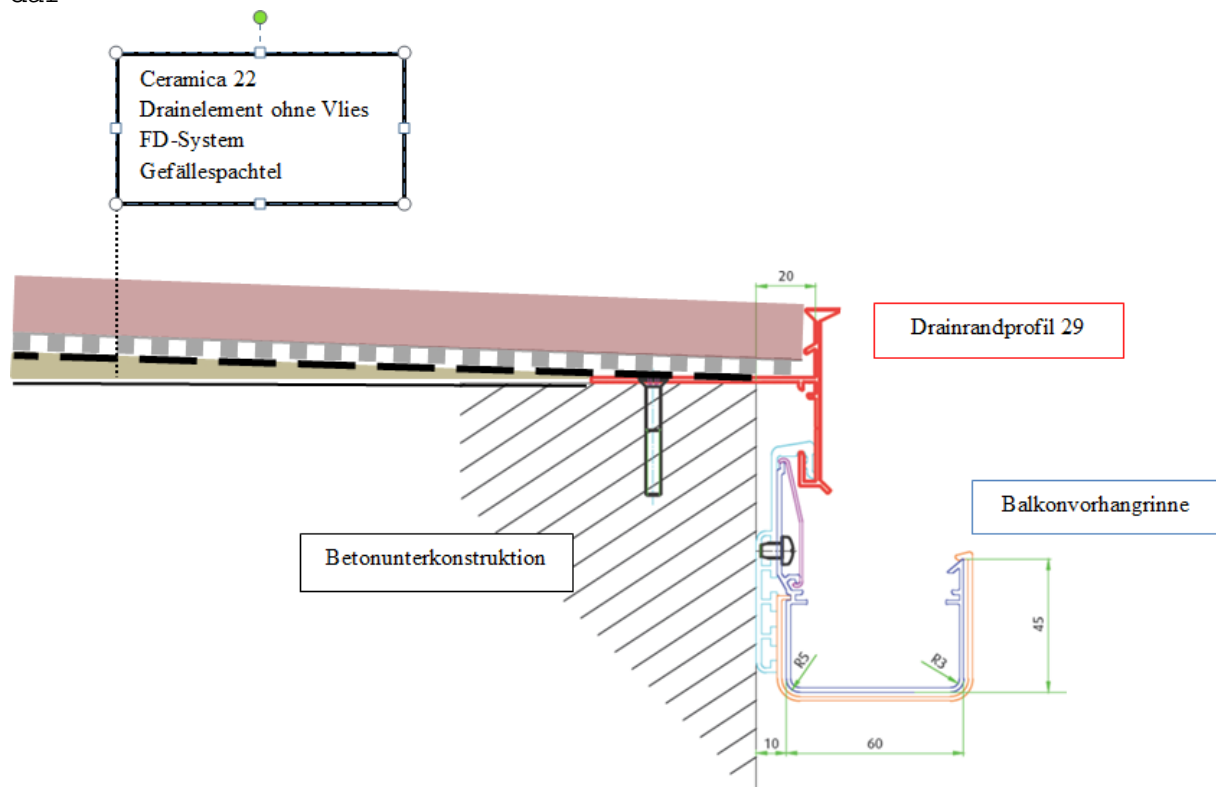 Ceramica 22
Drainelement ohne Vlies
FD-System
Gefällespachtel
20
Drainrandprofil 29
Balkonvorhangrinne
Betonunterkonstruktion
45
R5
R3
10
60